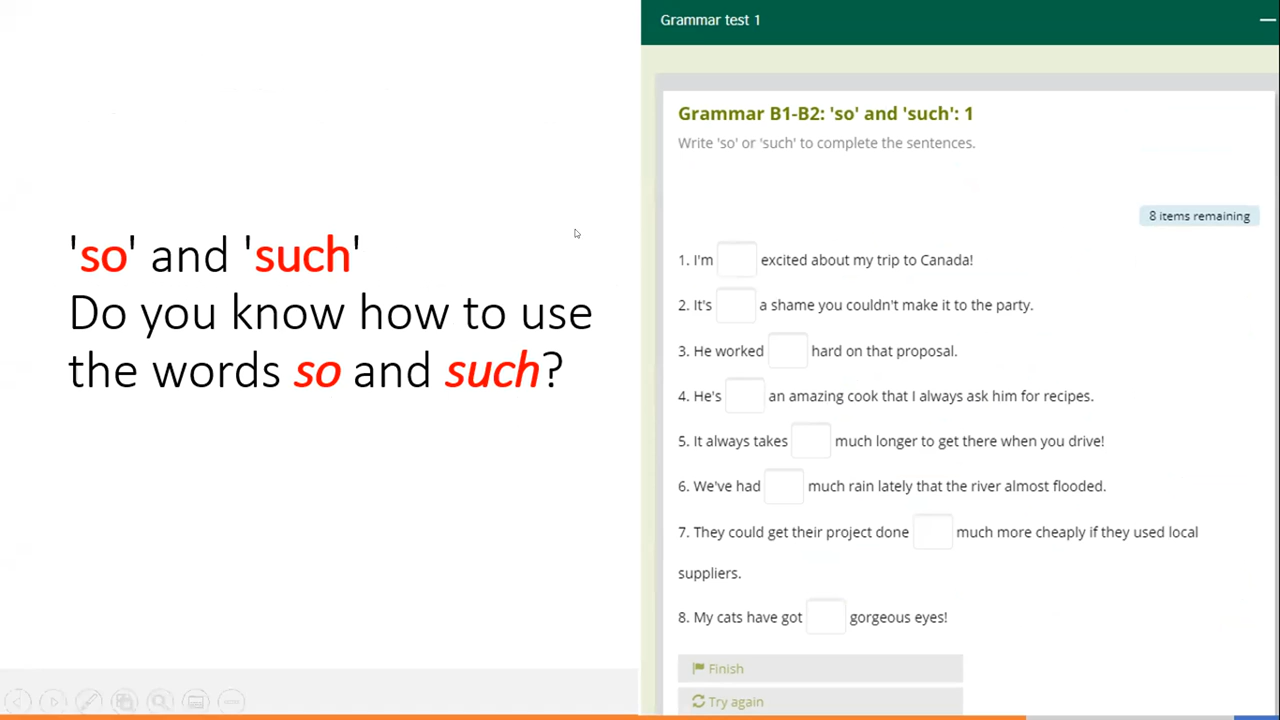 'so' and 'such'
Do you know how to use
the words so and such?
Grammar test 1
Grammar B1-B2: 'so' and 'such': 1
Write 'so' or 'such' to complete the sentences.
8 items remaining
1. I'm excited about my trip to Canada!
2. It's a shame you couldn't make it to the party.
3. He worked hard on that proposal.
4. He's an amazing cook that I always ask him for recipes.
5. It always takes much longer to get there when you drive!
6. We've had much rain lately that the river almost flooded.
7. They could get their project done much more cheaply if they used local
suppliers.
8. My cats have got gorgeous eyes!
Finish
Try again